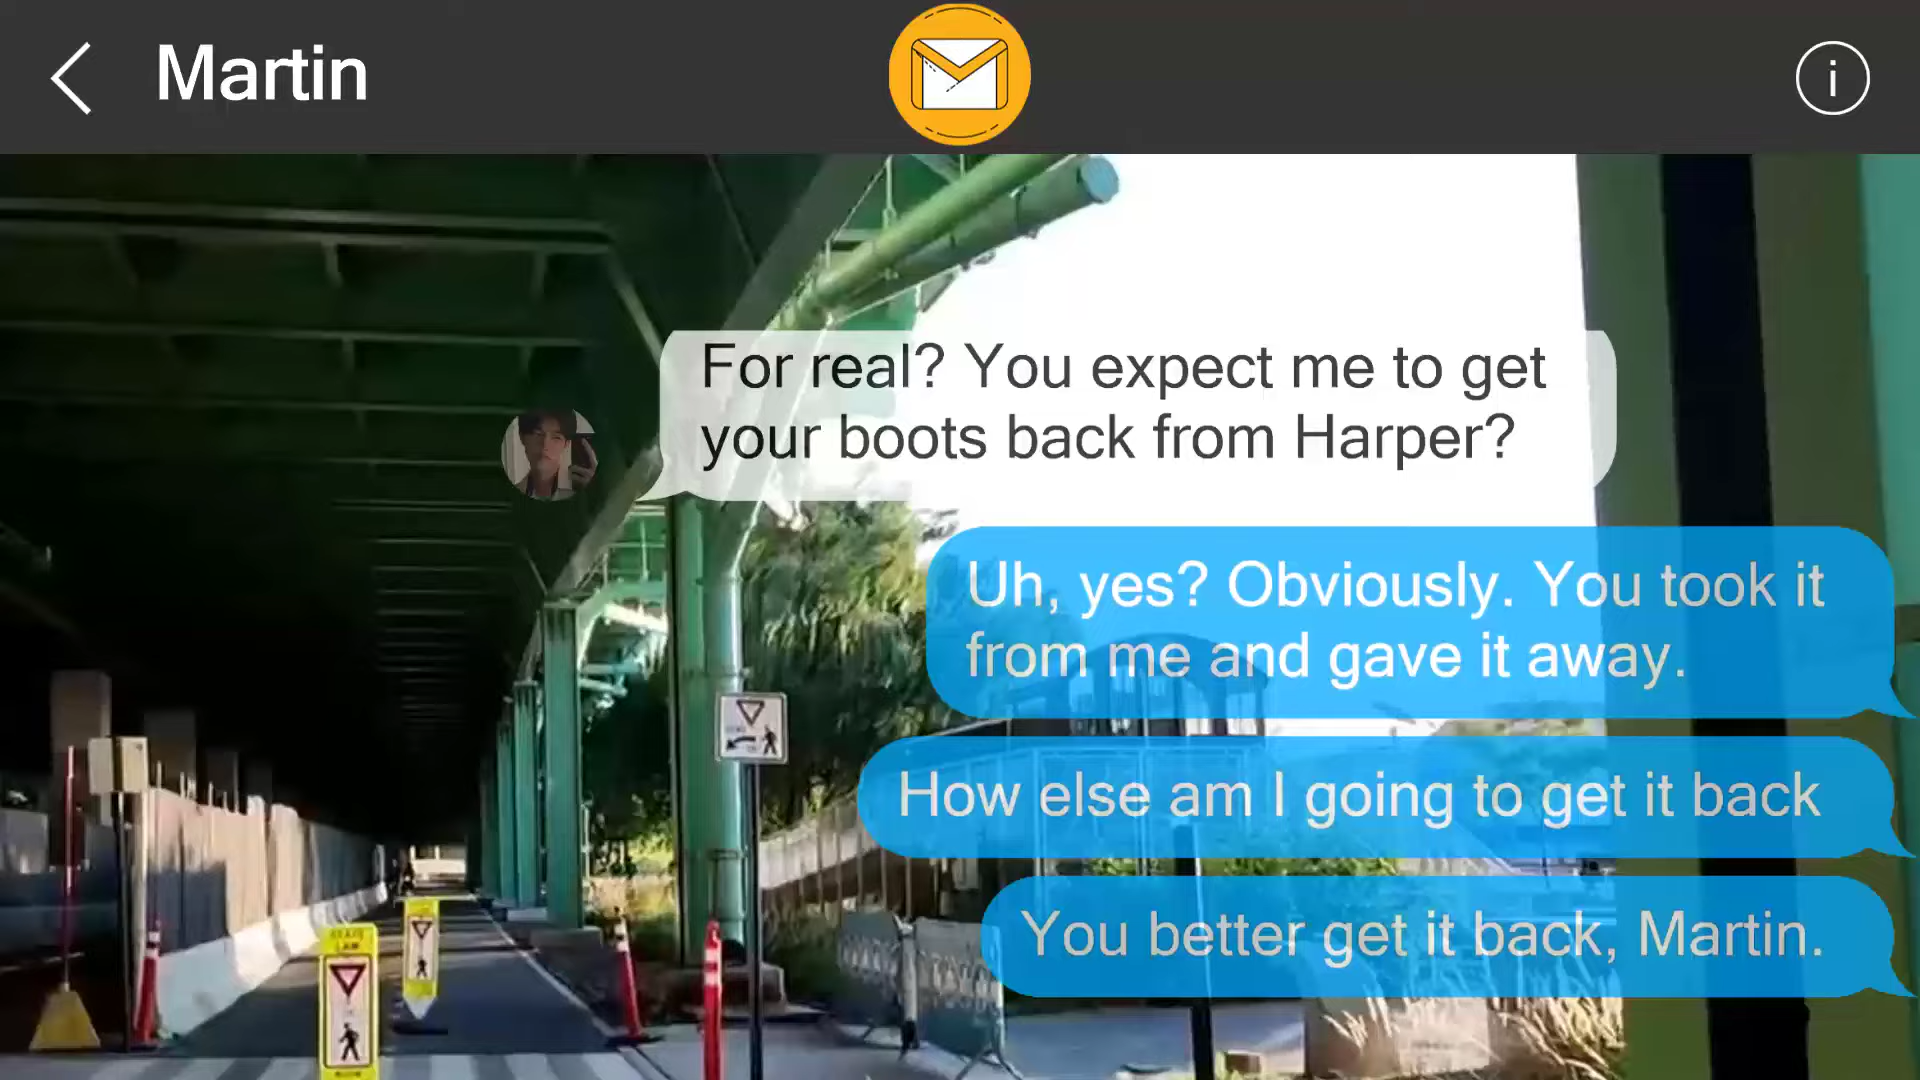 Martin
i
For real? You expect me to get
your boots back from Harper?
Uh, yes? Obviously. You took it
from me and gave it away.
How else am I going to get it back
You better get it back, Martin.
STATE
LAW